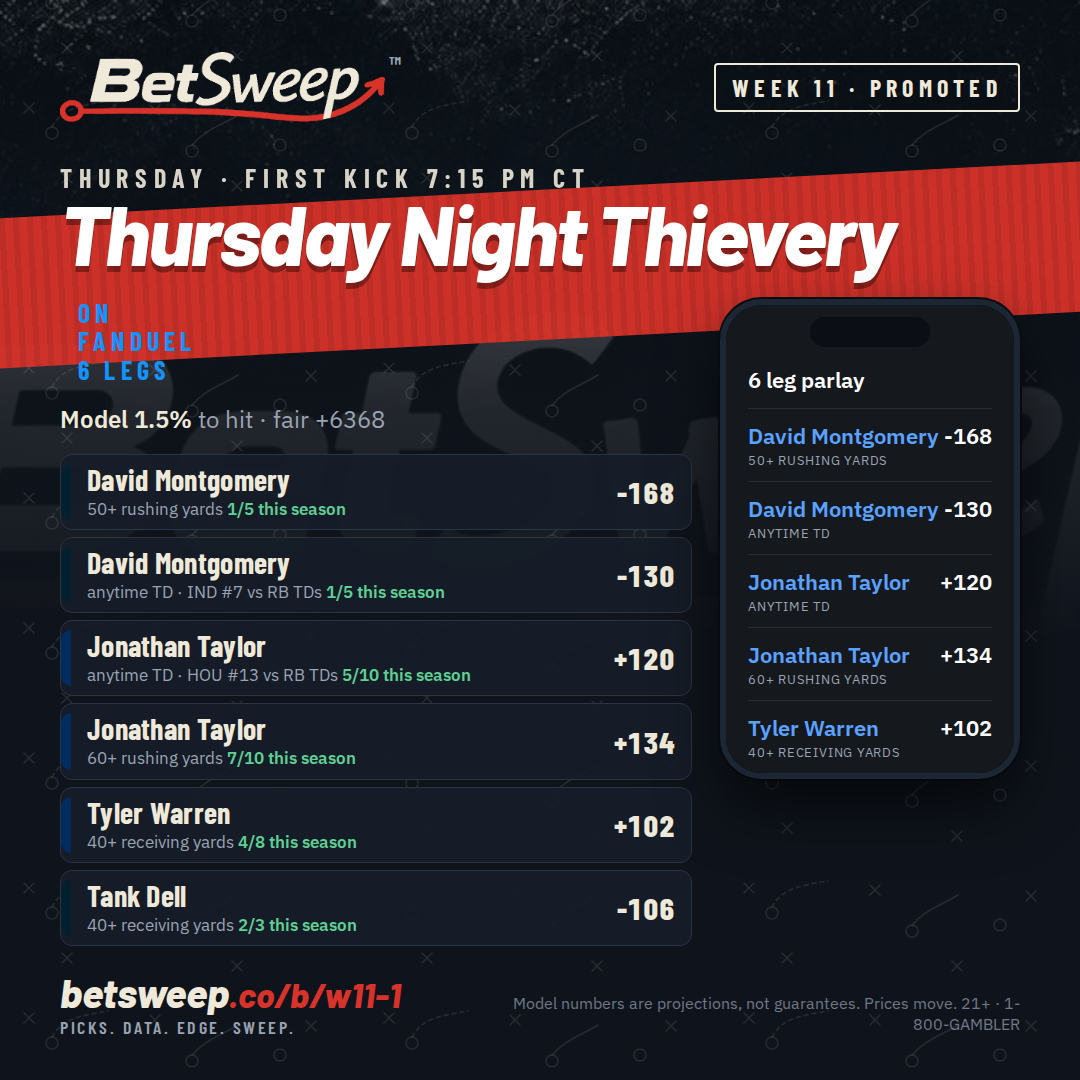 BetSweep™
WEEK 11 · PROMOTED
THURSDAY · FIRST KICK 7:15 PM CT
Thursday Night Thievery
ON
FANDUEL
6 LEGS
Model 1.5% to hit · fair +6368
David Montgomery
50+ rushing yards 1/5 this season
-168
David Montgomery
anytime TD · IND #7 vs RB TDs 1/5 this season
-130
Jonathan Taylor
anytime TD · HOU #13 vs RB TDs 5/10 this season
+120
Jonathan Taylor
60+ rushing yards 7/10 this season
+134
Tyler Warren
40+ receiving yards 4/8 this season
+102
Tank Dell
40+ receiving yards 2/3 this season
-106
6 leg parlay
David Montgomery -168
50+ RUSHING YARDS
David Montgomery -130
ANYTIME TD
Jonathan Taylor +120
ANYTIME TD
Jonathan Taylor +134
60+ RUSHING YARDS
Tyler Warren +102
40+ RECEIVING YARDS
betsweep.co/b/w11-1
PICKS. DATA. EDGE. SWEEP.
Model numbers are projections, not guarantees. Prices move. 21+ · 1-
800-GAMBLER